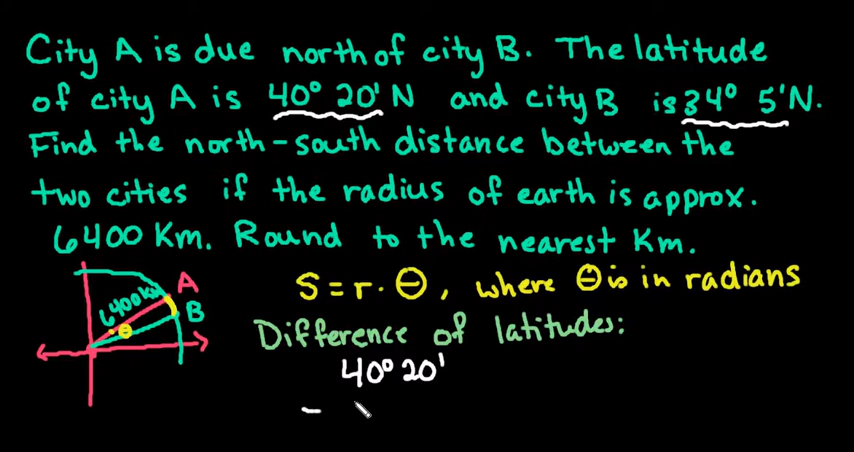 City A is due north of city B. The latitude
of city A is 40° 20' N and city B is 34° 5' N.
Find the north-south distance between the
two cities if the radius of earth is approx.
6400 Km. Round to the nearest Km.
A
B
6400 km
θ
S = r · θ, where θ is in radians
Difference of latitudes:
40° 20'
-